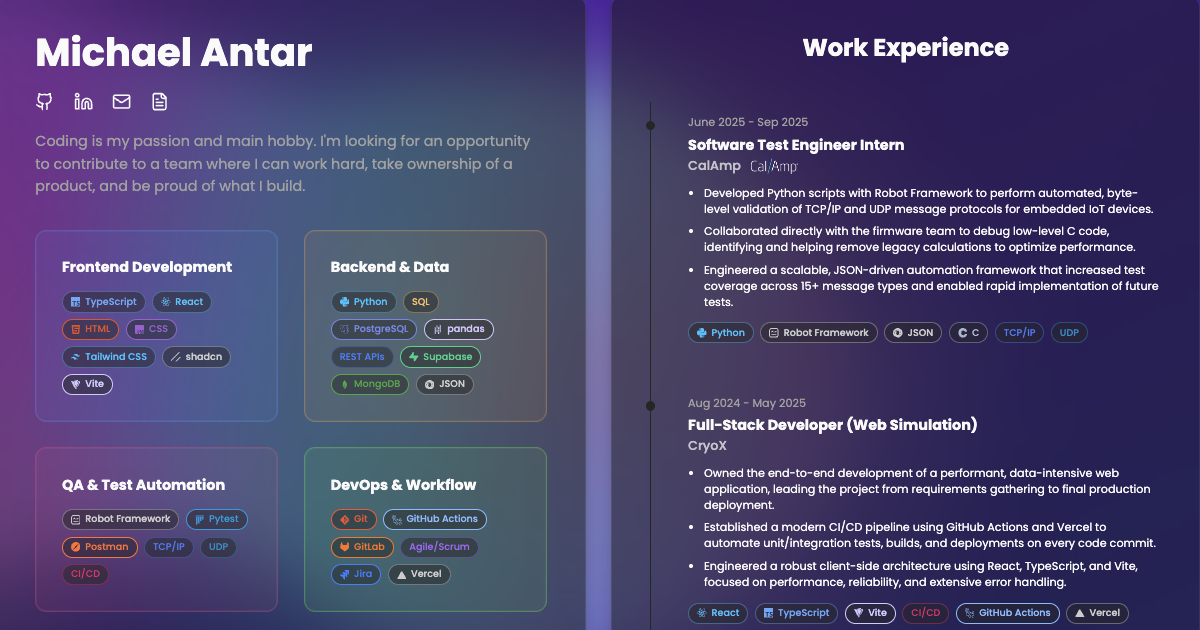 Michael Antar
Coding is my passion and main hobby. I'm looking for an opportunity
to contribute to a team where I can work hard, take ownership of a
product, and be proud of what I build.
Frontend Development
TypeScript React
HTML CSS
Tailwind CSS shadcn
Vite
Backend & Data
Python SQL
PostgreSQL pandas
REST APIs Supabase
MongoDB JSON
QA & Test Automation
Robot Framework Pytest
Postman TCP/IP UDP
CI/CD
DevOps & Workflow
Git GitHub Actions
GitLab Agile/Scrum
Jira Vercel
Work Experience
June 2025 - Sep 2025
Software Test Engineer Intern
CalAmp Cal/Amp
• Developed Python scripts with Robot Framework to perform automated, byte-
level validation of TCP/IP and UDP message protocols for embedded IoT devices.
• Collaborated directly with the firmware team to debug low-level C code,
identifying and helping remove legacy calculations to optimize performance.
• Engineered a scalable, JSON-driven automation framework that increased test
coverage across 15+ message types and enabled rapid implementation of future
tests.
Python Robot Framework JSON C TCP/IP UDP
Aug 2024 - May 2025
Full-Stack Developer (Web Simulation)
CryoX
• Owned the end-to-end development of a performant, data-intensive web
application, leading the project from requirements gathering to final production
deployment.
• Established a modern CI/CD pipeline using GitHub Actions and Vercel to
automate unit/integration tests, builds, and deployments on every code commit.
• Engineered a robust client-side architecture using React, TypeScript, and Vite,
focused on performance, reliability, and extensive error handling.
React TypeScript Vite CI/CD GitHub Actions Vercel